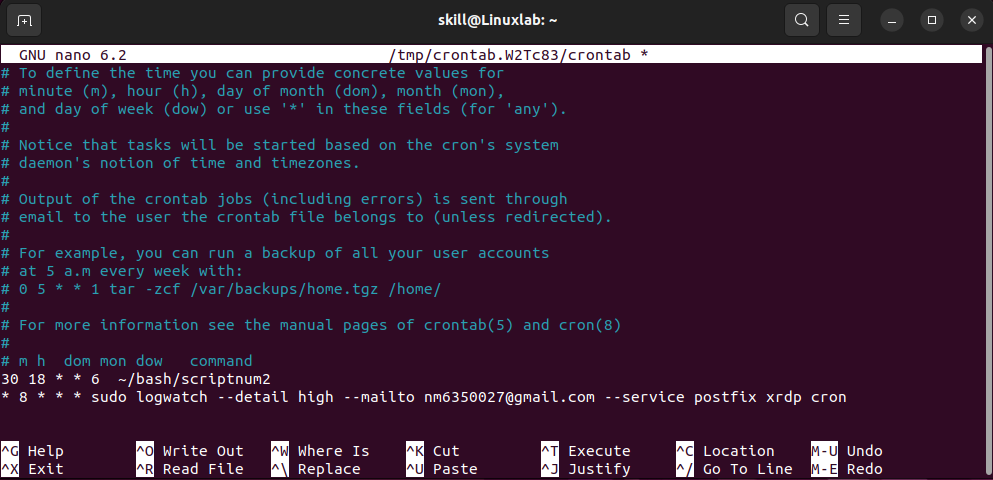 skill@Linuxlab: ~
GNU nano 6.2 /tmp/crontab.W2Tc83/crontab *
# To define the time you can provide concrete values for
# minute (m), hour (h), day of month (dom), month (mon),
# and day of week (dow) or use '*' in these fields (for 'any').
#
# Notice that tasks will be started based on the cron's system
# daemon's notion of time and timezones.
#
# Output of the crontab jobs (including errors) is sent through
# email to the user the crontab file belongs to (unless redirected).
#
# For example, you can run a backup of all your user accounts
# at 5 a.m every week with:
# 0 5 * * 1 tar -zcf /var/backups/home.tgz /home/
#
# For more information see the manual pages of crontab(5) and cron(8)
#
# m h  dom mon dow   command
30 18 * * 6  ~/bash/scriptnum2
* 8 * * * sudo logwatch --detail high --mailto nm6350027@gmail.com --service postfix xrdp cron
^G Help ^O Write Out ^W Where Is ^K Cut ^T Execute ^C Location M-U Undo
^X Exit ^R Read File ^\ Replace ^U Paste ^J Justify ^/ Go To Line M-E Redo